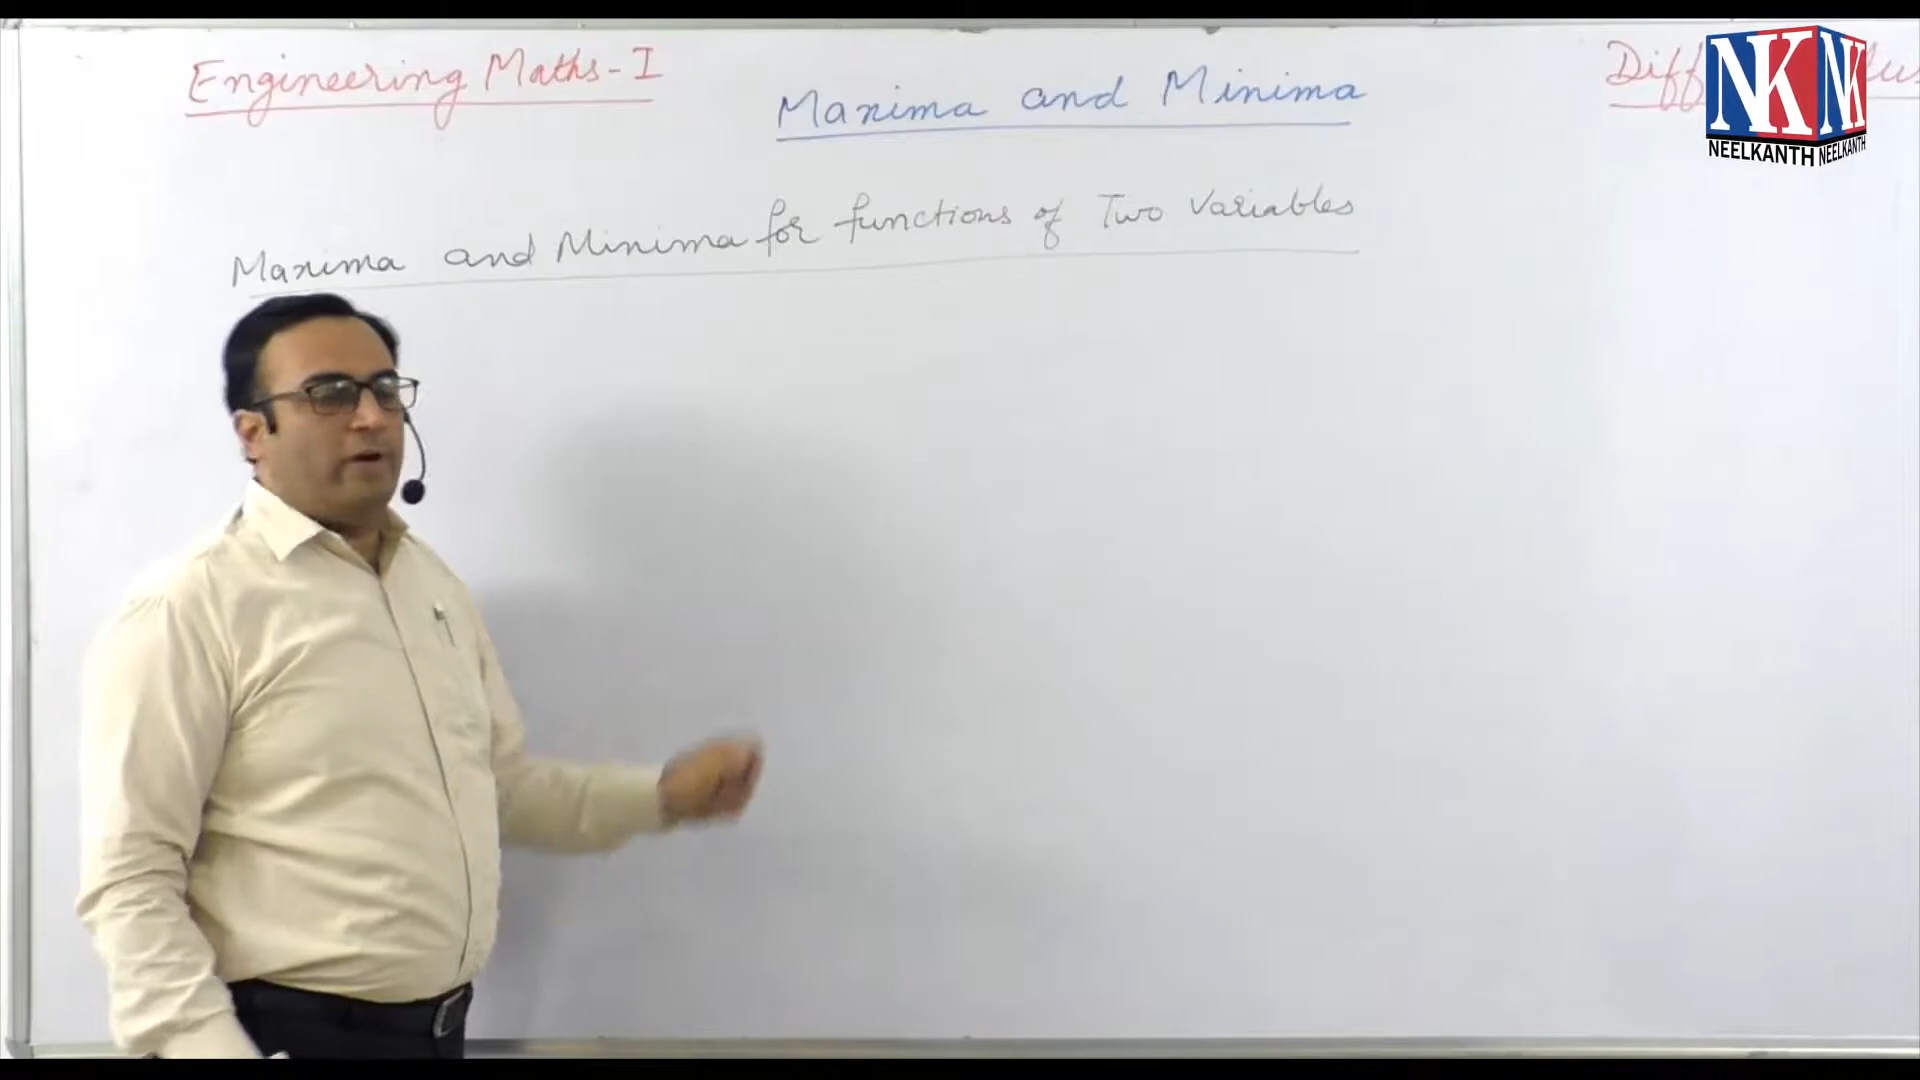 Engineering Maths-I
Maxima and Minima
Diff
NK NK
NEELKANTH NEELKANTH
Maxima and Minima for functions of Two Variables